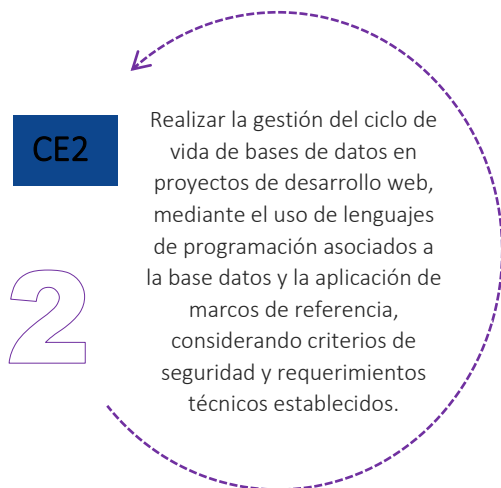 CE2
2
Realizar la gestión del ciclo de
vida de bases de datos en
proyectos de desarrollo web,
mediante el uso de lenguajes
de programación asociados a
la base datos y la aplicación de
marcos de referencia,
considerando criterios de
seguridad y requerimientos
técnicos establecidos.